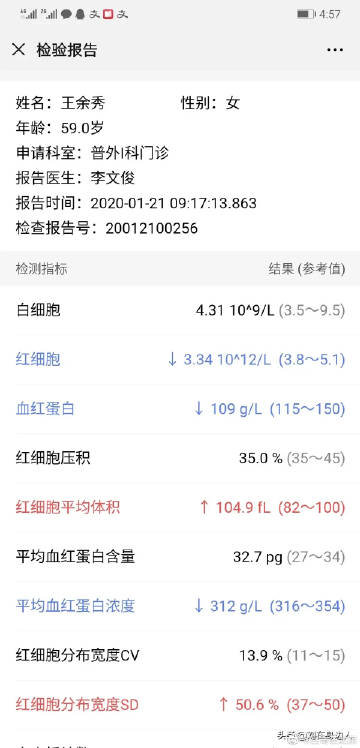 4:57
检验报告
姓名：王余秀 性别：女
年龄：59.0岁
申请科室：普外I科门诊
报告医生：李文俊
报告时间：2020-01-21 09:17:13.863
检查报告号：20012100256
检测指标 结果 (参考值)
白细胞 4.31 10^9/L (3.5～9.5)
红细胞 ↓ 3.34 10^12/L (3.8～5.1)
血红蛋白 ↓ 109 g/L (115～150)
红细胞压积 35.0 % (35～45)
红细胞平均体积 ↑ 104.9 fL (82～100)
平均血红蛋白含量 32.7 pg (27～34)
平均血红蛋白浓度 ↓ 312 g/L (316～354)
红细胞分布宽度CV 13.9 % (11～15)
红细胞分布宽度SD ↑ 50.6 % (37～50)